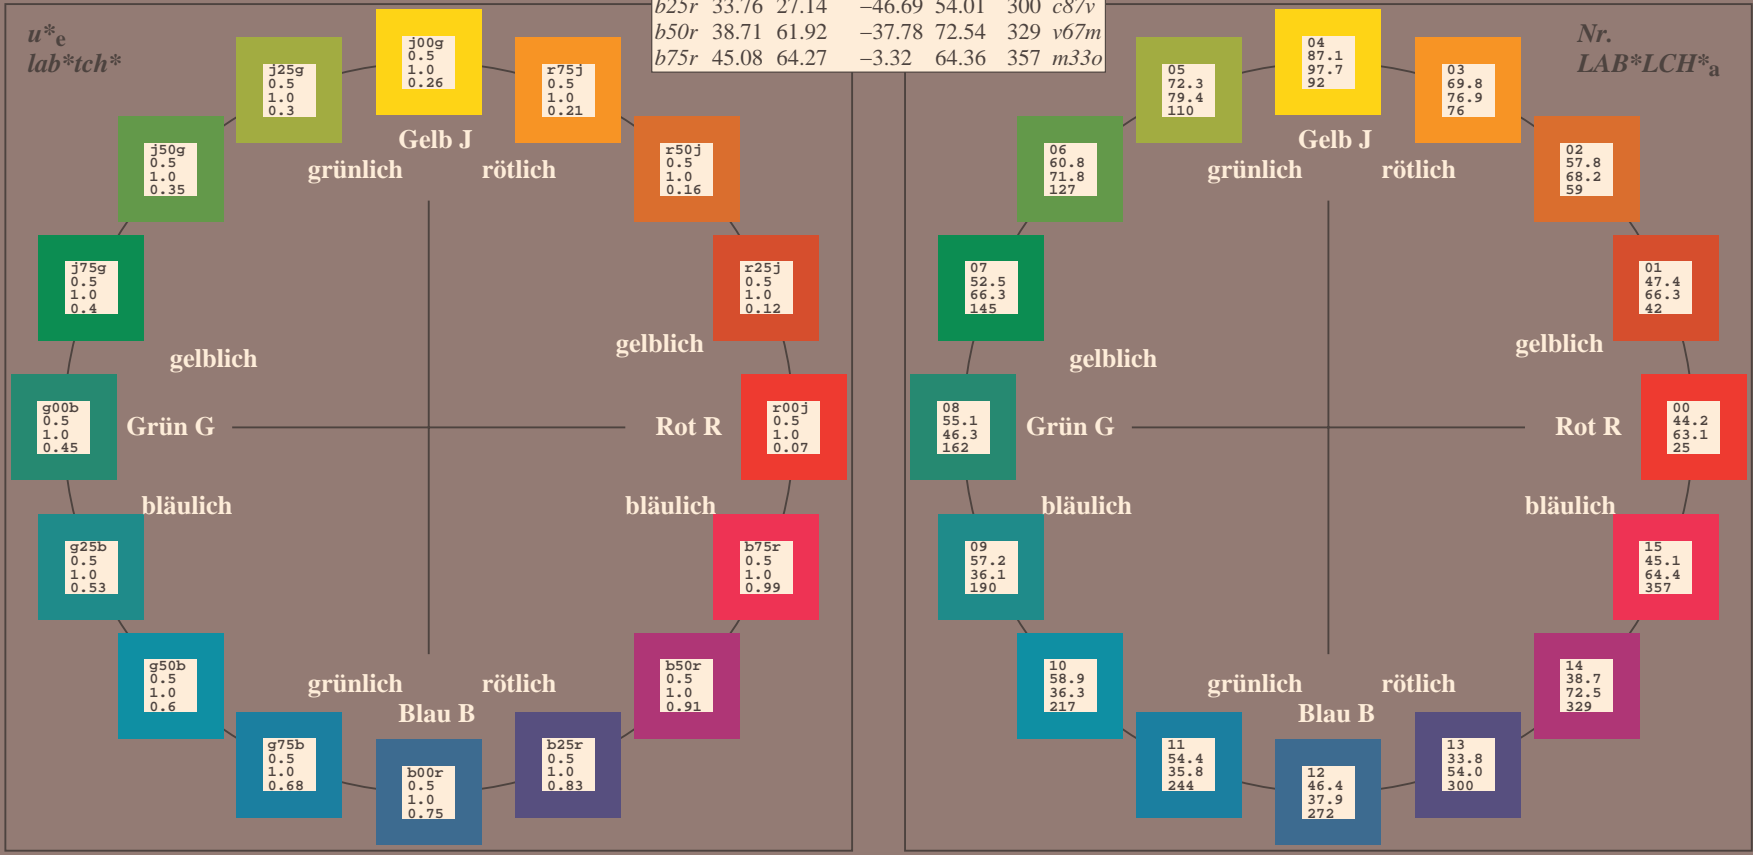 b25r 33.76 27.14 −46.69 54.01 300 c87v
b50r 38.71 61.92 −37.78 72.54 329 v67m
b75r 45.08 64.27 −3.32 64.36 357 m33o
u*e
lab*tch*
j00g
0.5
1.0
0.26
j25g
0.5
1.0
0.3
r75j
0.5
1.0
0.21
j50g
0.5
1.0
0.35
r50j
0.5
1.0
0.16
Gelb J
grünlich rötlich
j75g
0.5
1.0
0.4
r25j
0.5
1.0
0.12
gelblich
gelblich
g00b
0.5
1.0
0.45
Grün G
Rot R
r00j
0.5
1.0
0.07
bläulich
bläulich
g25b
0.5
1.0
0.53
b75r
0.5
1.0
0.99
g50b
0.5
1.0
0.6
b50r
0.5
1.0
0.91
grünlich rötlich
Blau B
g75b
0.5
1.0
0.68
b00r
0.5
1.0
0.75
b25r
0.5
1.0
0.83
Nr.
LAB*LCH*a
04
87.1
97.7
92
05
72.3
79.4
110
03
69.8
76.9
76
06
60.8
71.8
127
02
57.8
68.2
59
Gelb J
grünlich rötlich
07
52.5
66.3
145
01
47.4
66.3
42
gelblich
gelblich
08
55.1
46.3
162
Grün G
Rot R
00
44.2
63.1
25
bläulich
bläulich
09
57.2
36.1
190
15
45.1
64.4
357
10
58.9
36.3
217
14
38.7
72.5
329
grünlich rötlich
Blau B
11
54.4
35.8
244
12
46.4
37.9
272
13
33.8
54.0
300